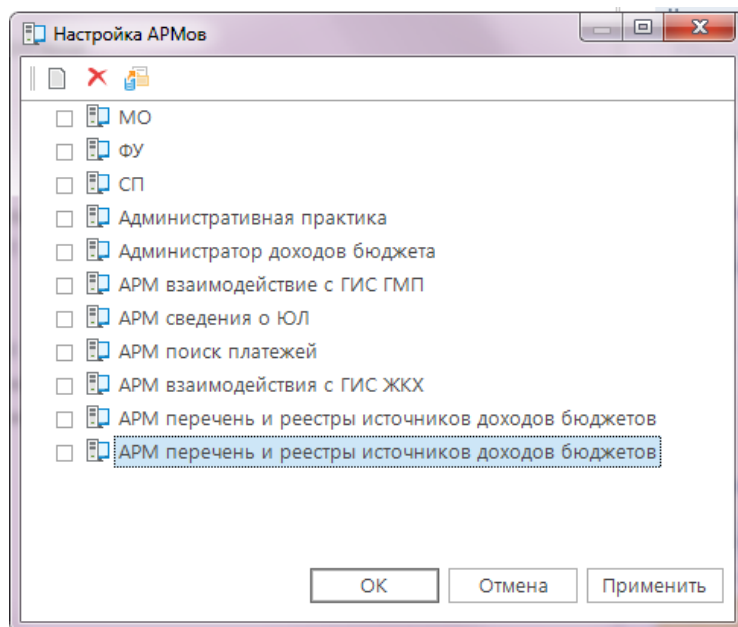 Настройка АРМов
МО
ФУ
СП
Административная практика
Администратор доходов бюджета
АРМ взаимодействие с ГИС ГМП
АРМ сведения о ЮЛ
АРМ поиск платежей
АРМ взаимодействия с ГИС ЖКХ
АРМ перечень и реестры источников доходов бюджетов
АРМ перечень и реестры источников доходов бюджетов
ОК Отмена Применить